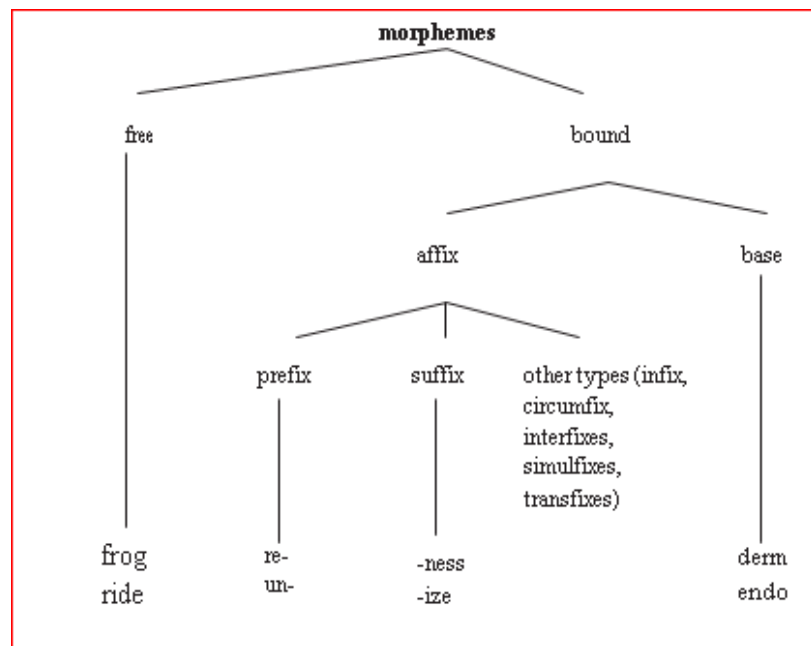 morphemes
free bound
affix base
prefix suffix other types (infix,
circumfix,
interfixes,
simulfixes,
transfixes)
frog re- -ness derm
ride un- -ize endo